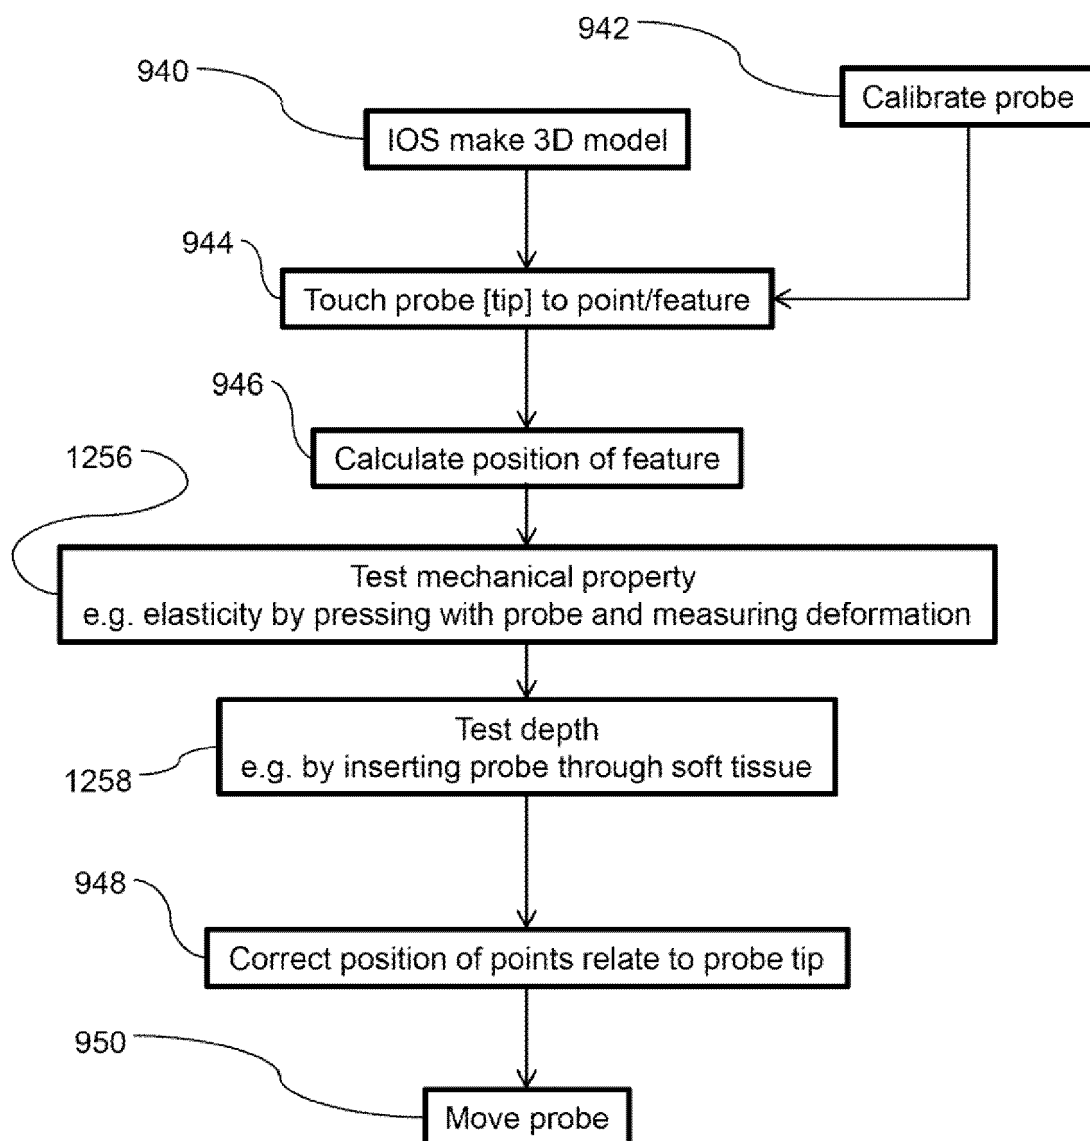 942
940
Calibrate probe
IOS make 3D model
944
Touch probe [tip] to point/feature
946
Calculate position of feature
1256
Test mechanical property
e.g. elasticity by pressing with probe and measuring deformation
Test depth
e.g. by inserting probe through soft tissue
1258
948
Correct position of points relate to probe tip
950
Move probe